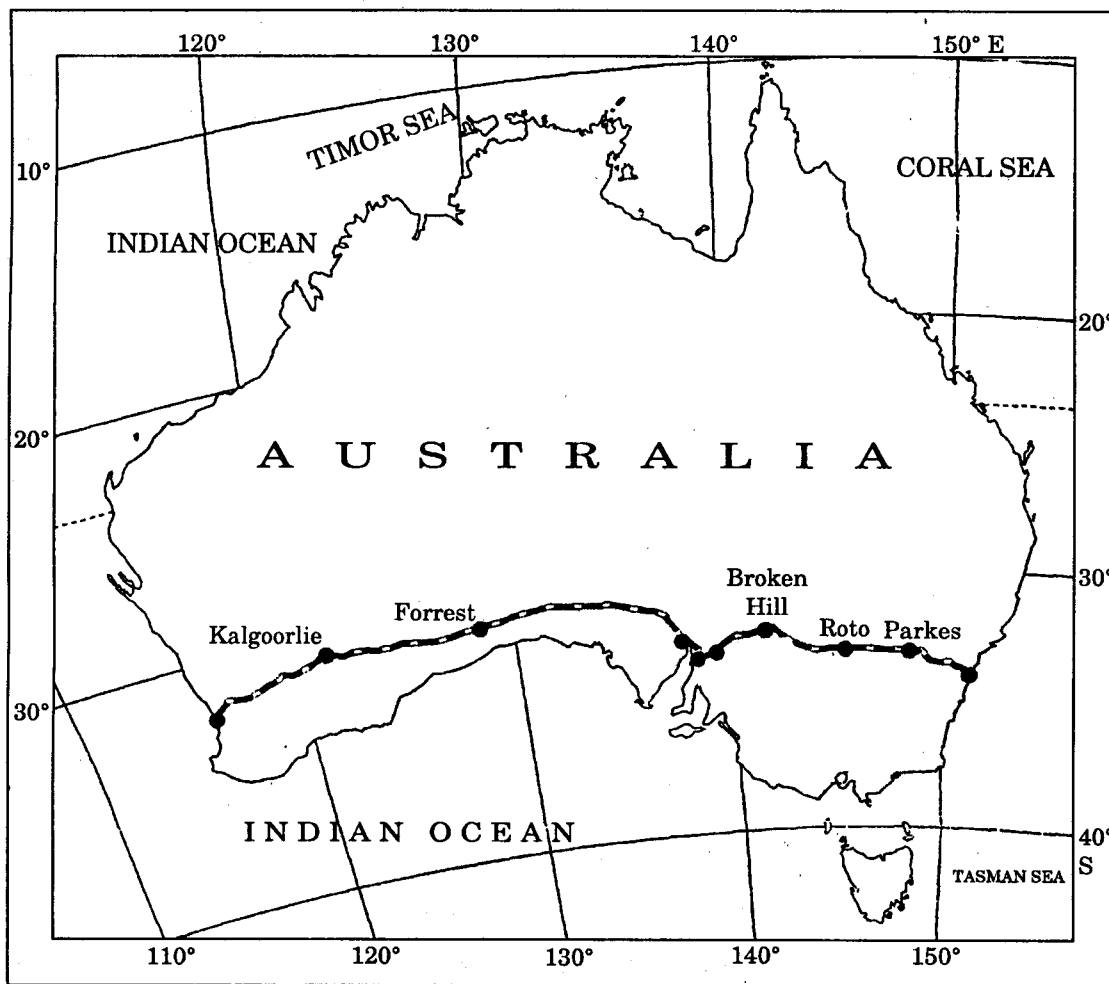 120°
130°
140°
150° E
TIMOR SEA
10°
CORAL SEA
INDIAN OCEAN
20°
20°
AUSTRALIA
30°
Broken
Hill
Forrest
Kalgoorlie
Roto
Parkes
30°
INDIAN OCEAN
40°
S
TASMAN SEA
110°
120°
130°
140°
150°